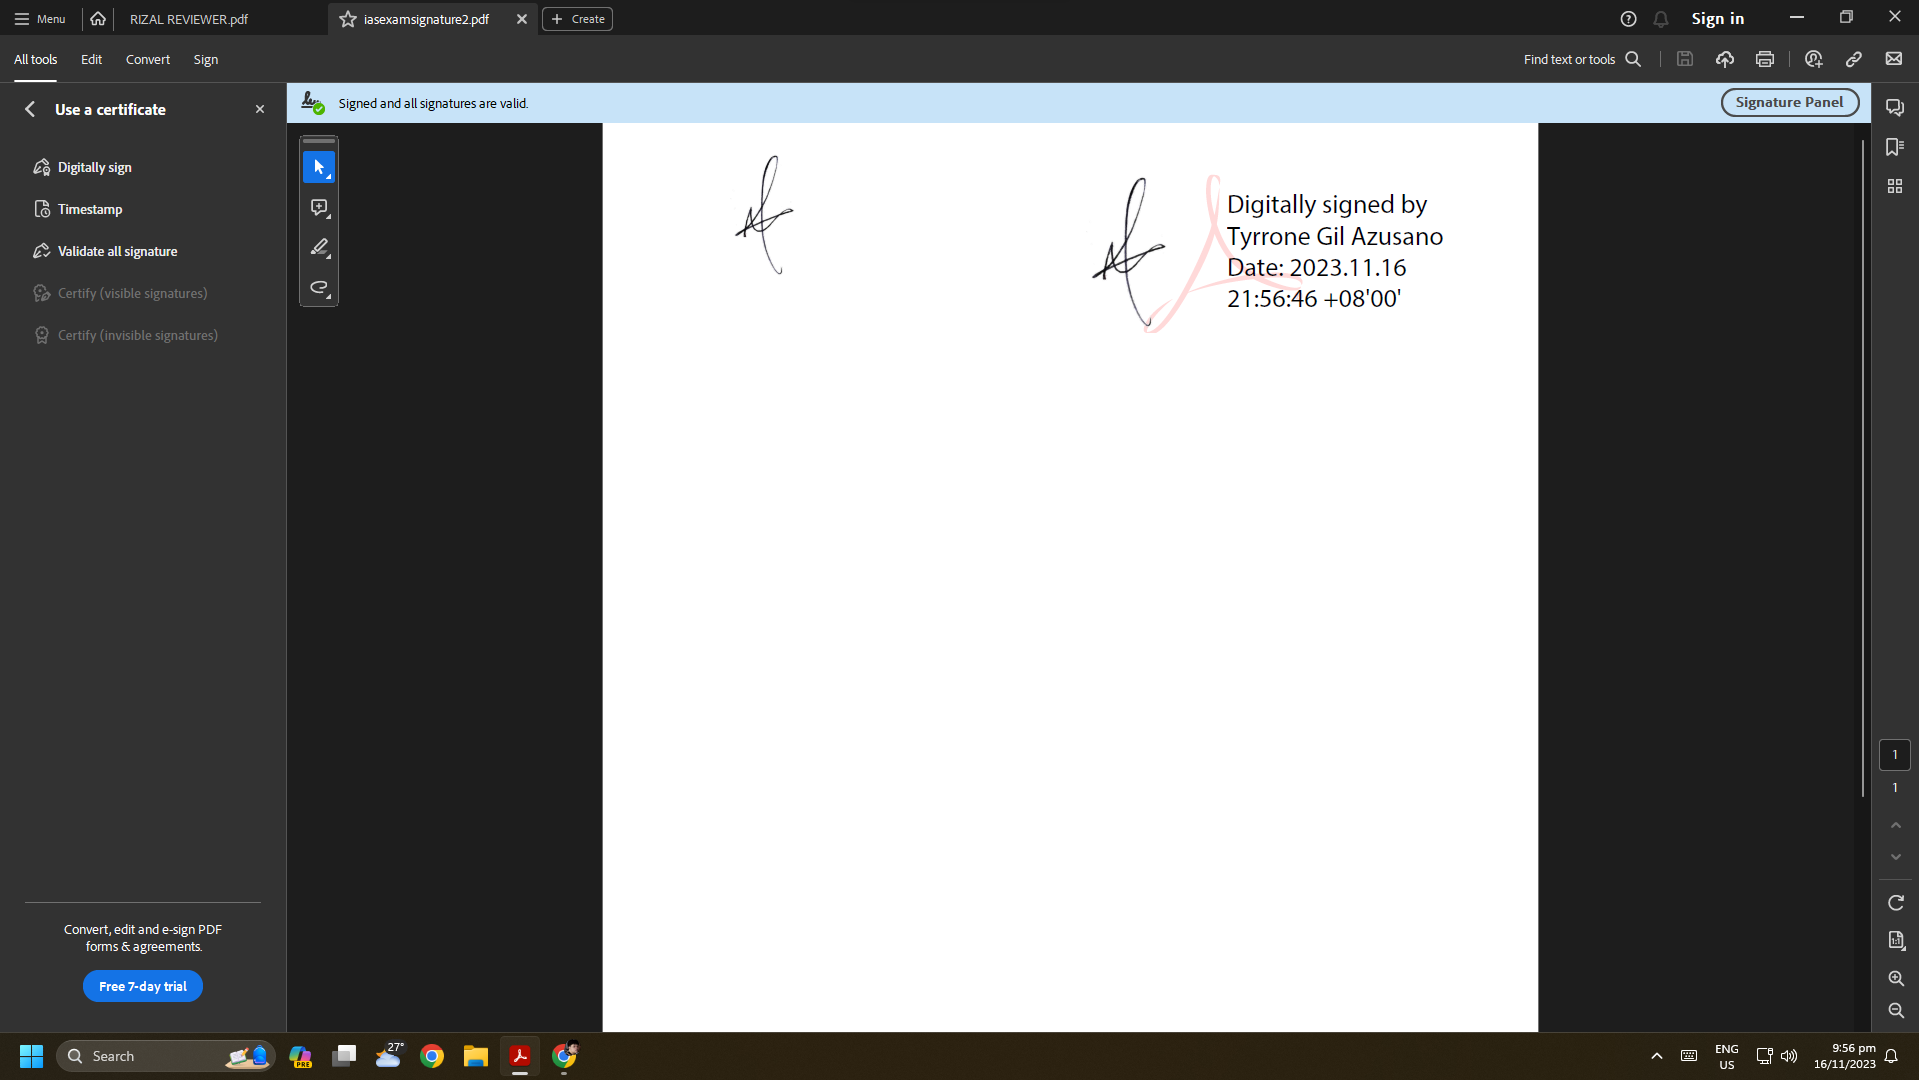 Menu
RIZAL REVIEWER.pdf
iasexamsignature2.pdf
Create
Sign in
All tools
Edit
Convert
Sign
Find text or tools
Use a certificate
Signed and all signatures are valid.
Signature Panel
Digitally sign
Timestamp
Validate all signature
Certify (visible signatures)
Certify (invisible signatures)
Digitally signed by
Tyrrone Gil Azusano
Date: 2023.11.16
21:56:46 +08'00'
1
1
Convert, edit and e-sign PDF
forms & agreements.
Free 7-day trial
Search
PRE
27°
ENG
US
9:56 pm
16/11/2023